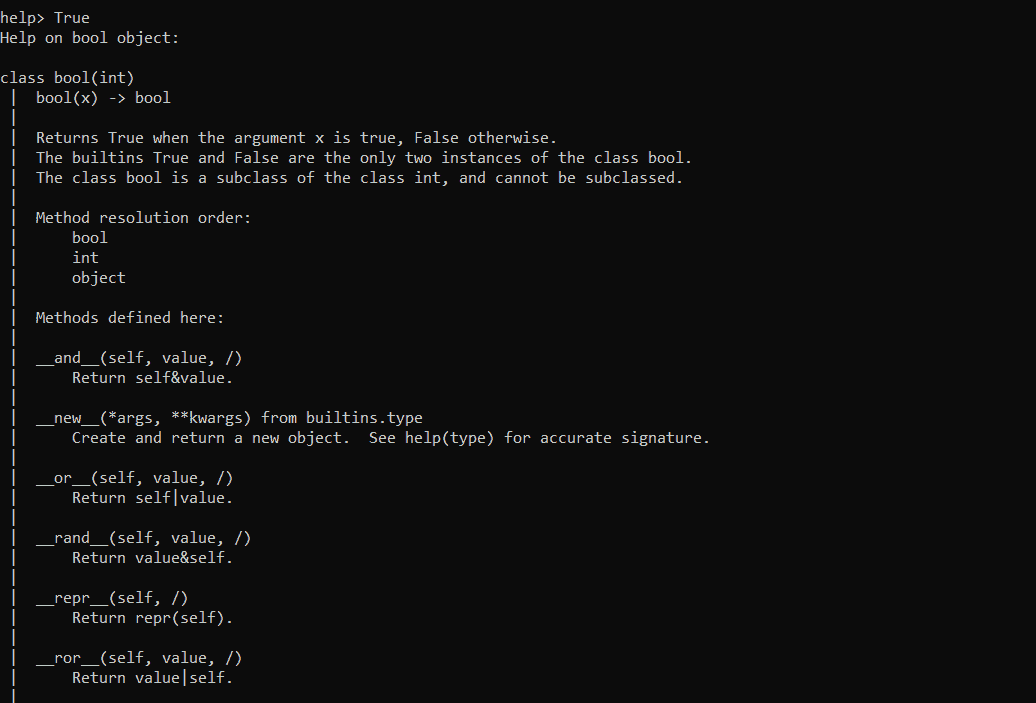 help> True
Help on bool object:

class bool(int)
 |  bool(x) -> bool
 |
 |  Returns True when the argument x is true, False otherwise.
 |  The builtins True and False are the only two instances of the class bool.
 |  The class bool is a subclass of the class int, and cannot be subclassed.
 |
 |  Method resolution order:
 |      bool
 |      int
 |      object
 |
 |  Methods defined here:
 |
 |  __and__(self, value, /)
 |      Return self&value.
 |
 |  __new__(*args, **kwargs) from builtins.type
 |      Create and return a new object.  See help(type) for accurate signature.
 |
 |  __or__(self, value, /)
 |      Return self|value.
 |
 |  __rand__(self, value, /)
 |      Return value&self.
 |
 |  __repr__(self, /)
 |      Return repr(self).
 |
 |  __ror__(self, value, /)
 |      Return value|self.
 |